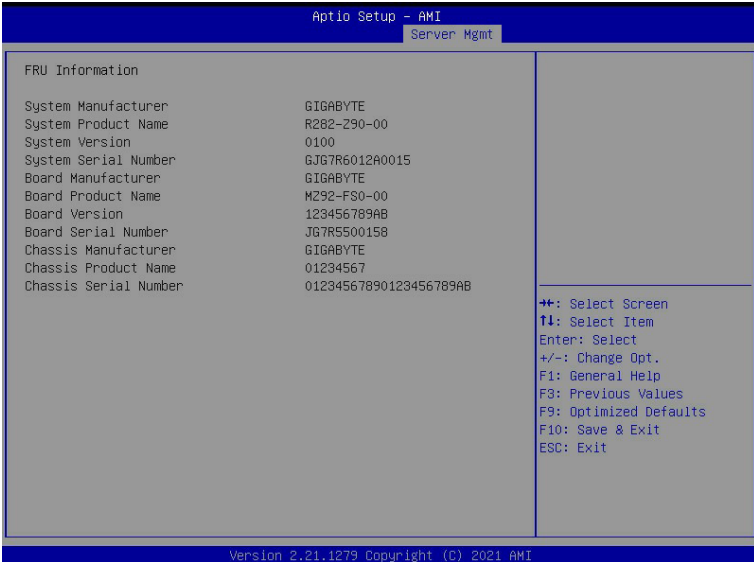 Aptio Setup – AMI
Server Mgmt
FRU Information
System Manufacturer GIGABYTE
System Product Name R282-Z90-00
System Version 0100
System Serial Number GJG7R6012A0015
Board Manufacturer GIGABYTE
Board Product Name MZ92-FS0-00
Board Version 123456789AB
Board Serial Number JG7R5500158
Chassis Manufacturer GIGABYTE
Chassis Product Name 01234567
Chassis Serial Number 01234567890123456789AB
→←: Select Screen
↑↓: Select Item
Enter: Select
+/-: Change Opt.
F1: General Help
F3: Previous Values
F9: Optimized Defaults
F10: Save & Exit
ESC: Exit
Version 2.21.1279 Copyright (C) 2021 AMI